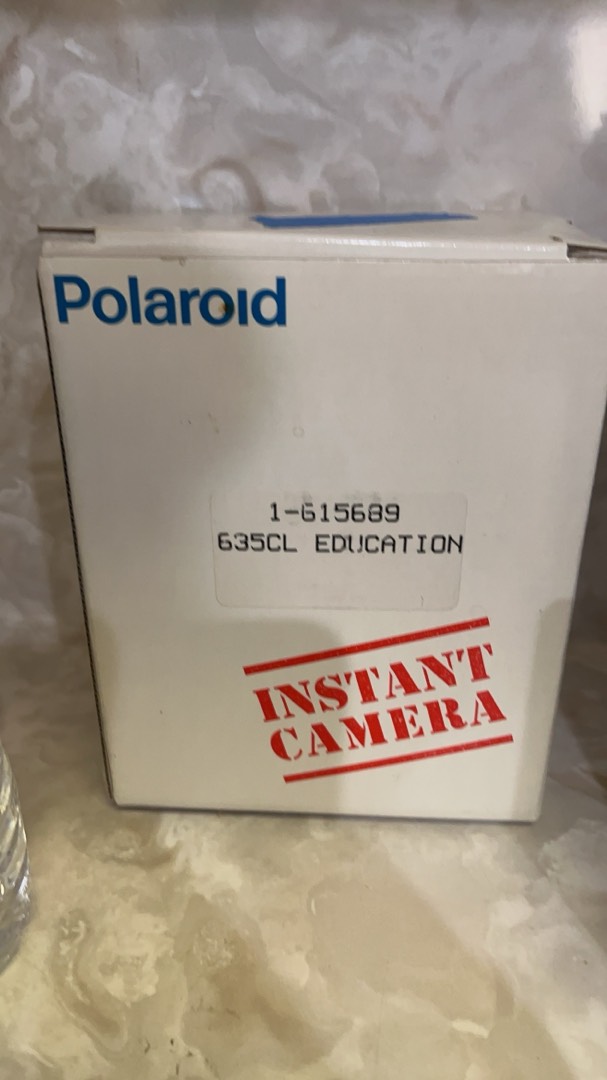 Polaroid
1-615689
635CL EDUCATION
INSTANT
CAMERA